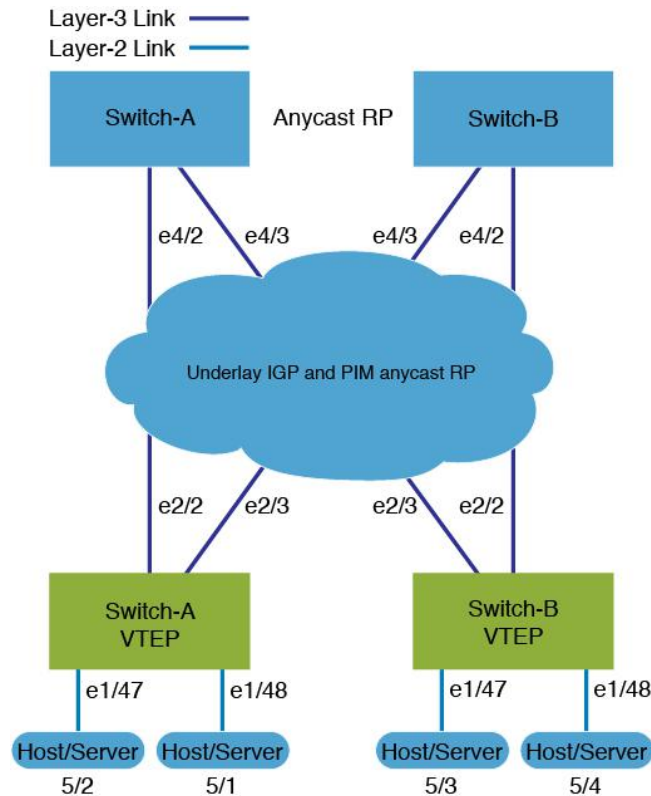 Layer-3 Link
Layer-2 Link
Switch-A
Anycast RP
Switch-B
e4/2
e4/3
e4/3
e4/2
Underlay IGP and PIM anycast RP
e2/2
e2/3
e2/3
e2/2
Switch-A
VTEP
Switch-B
VTEP
e1/47
e1/48
e1/47
e1/48
Host/Server
Host/Server
Host/Server
Host/Server
5/2
5/1
5/3
5/4